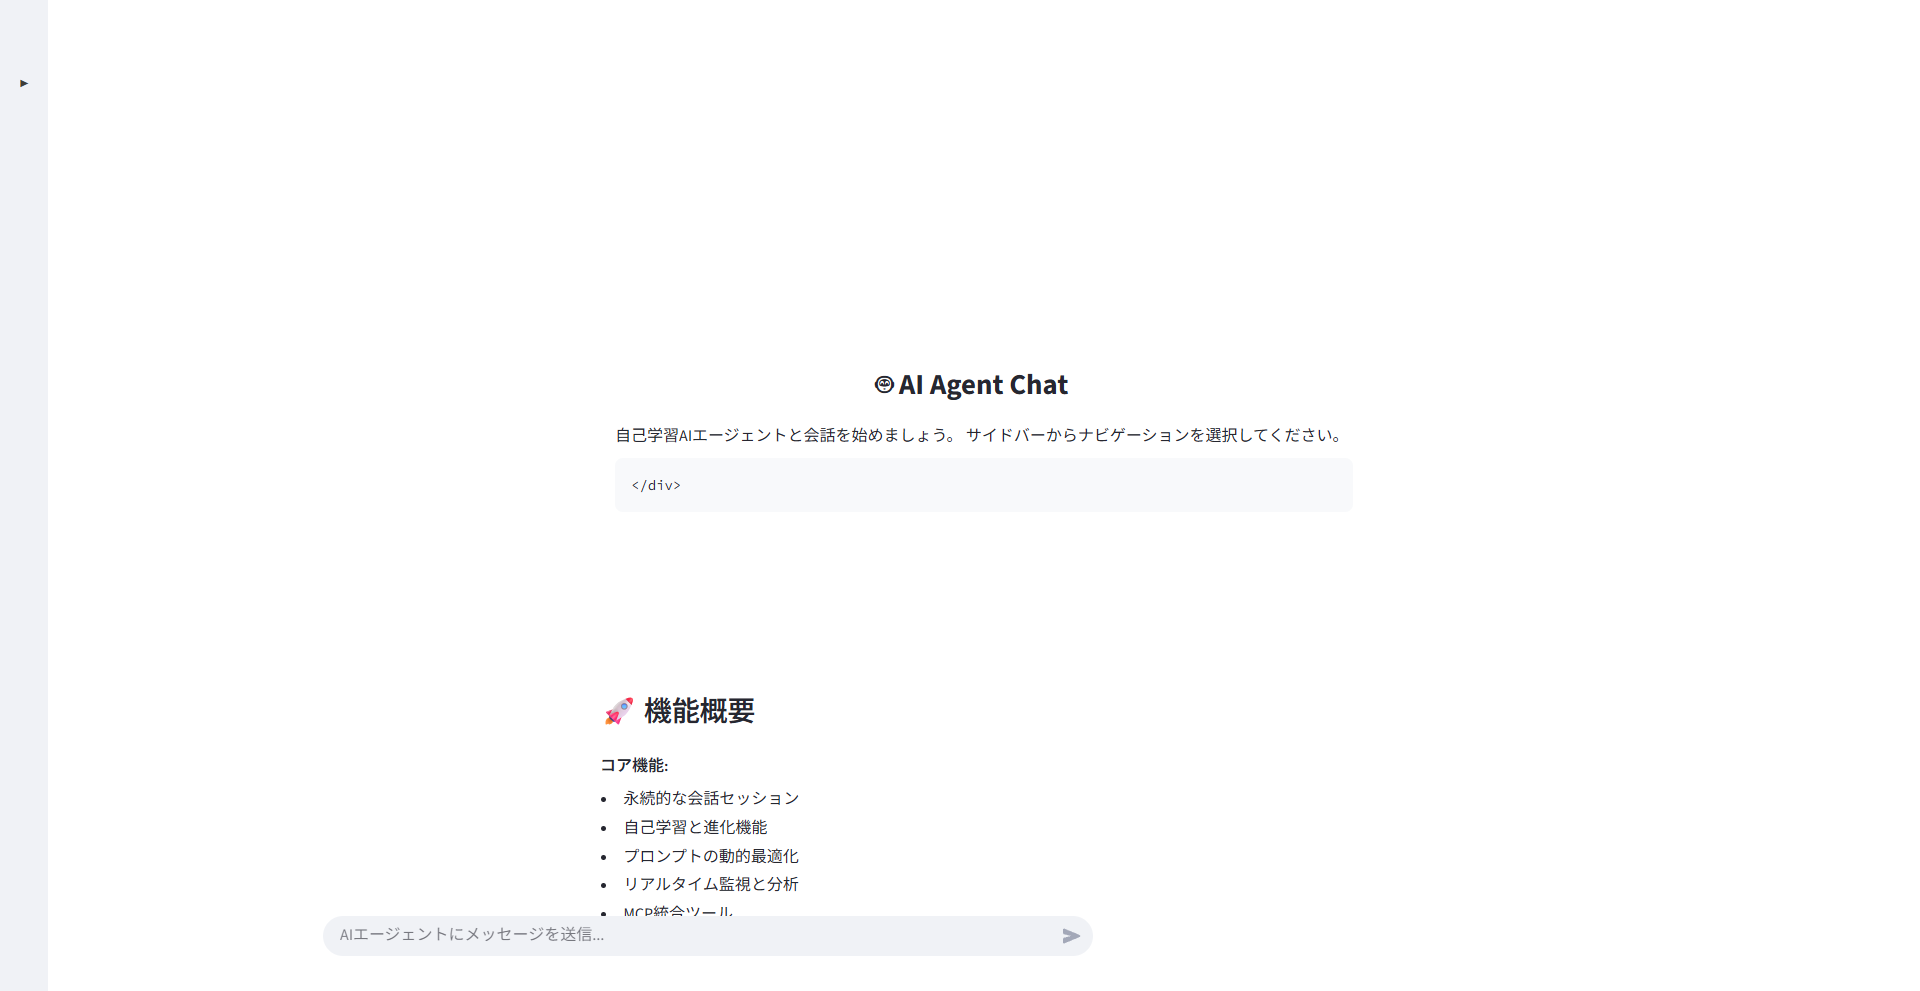 AI Agent Chat
自己学習AIエージェントと会話を始めましょう。 サイドバーからナビゲーションを選択してください。
</div>
🚀 機能概要
コア機能:
• 永続的な会話セッション
• 自己学習と進化機能
• プロンプトの動的最適化
• リアルタイム監視と分析
• MCP統合ツール
AIエージェントにメッセージを送信...